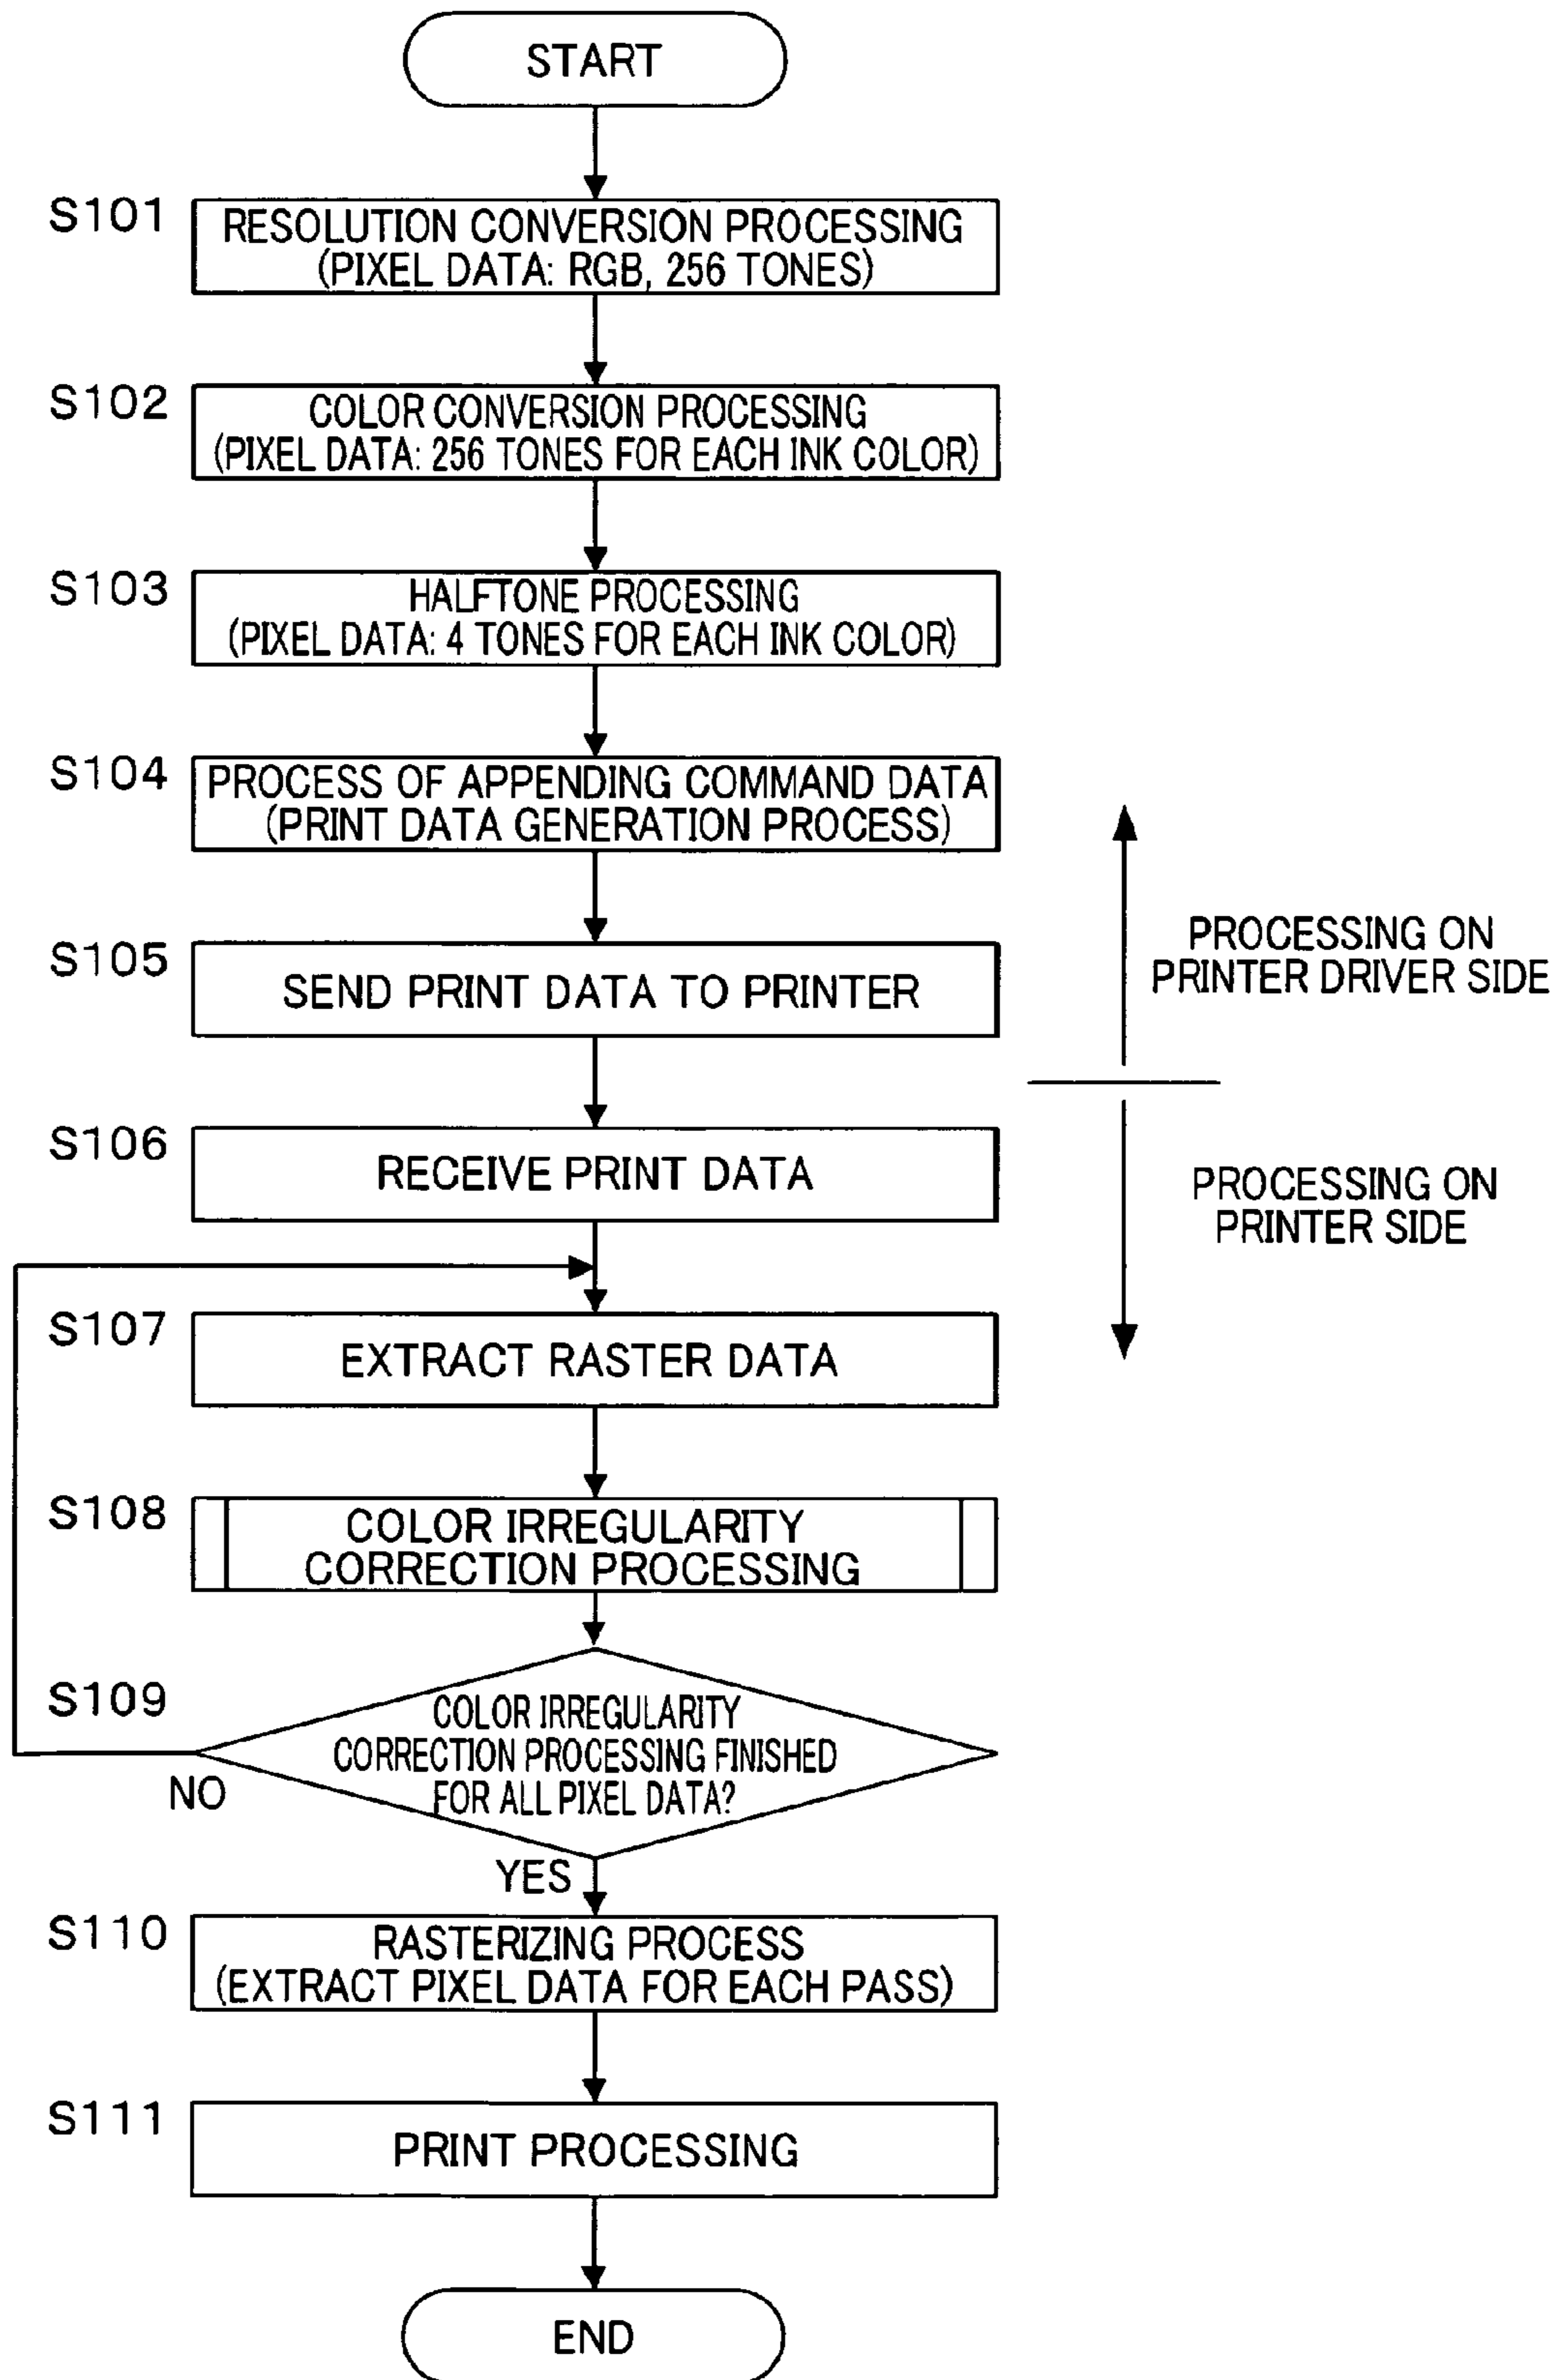 START
S101
RESOLUTION CONVERSION PROCESSING
(PIXEL DATA: RGB, 256 TONES)
S102
COLOR CONVERSION PROCESSING
(PIXEL DATA: 256 TONES FOR EACH INK COLOR)
S103
HALFTONE PROCESSING
(PIXEL DATA: 4 TONES FOR EACH INK COLOR)
S104
PROCESS OF APPENDING COMMAND DATA
(PRINT DATA GENERATION PROCESS)
PROCESSING ON
PRINTER DRIVER SIDE
S105
SEND PRINT DATA TO PRINTER
S106
RECEIVE PRINT DATA
PROCESSING ON
PRINTER SIDE
S107
EXTRACT RASTER DATA
S108
COLOR IRREGULARITY
CORRECTION PROCESSING
S109
COLOR IRREGULARITY
CORRECTION PROCESSING FINISHED
FOR ALL PIXEL DATA?
NO
YES
S110
RASTERIZING PROCESS
(EXTRACT PIXEL DATA FOR EACH PASS)
S111
PRINT PROCESSING
END